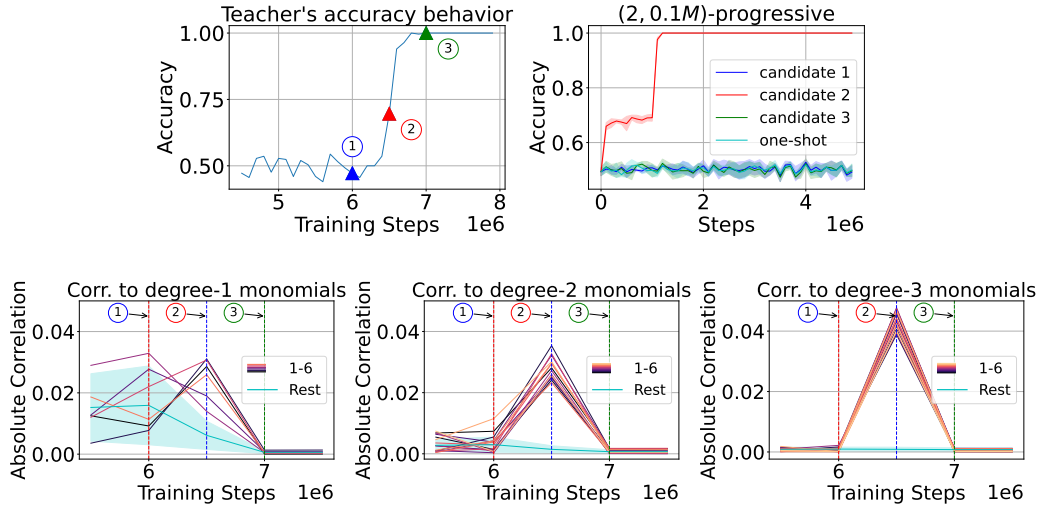 Teacher's accuracy behavior
1.00
0.75
0.50
Accuracy
1
2
3
5
6
7
8
Training Steps
1e6
(2, 0.1M)-progressive
1.0
0.8
0.6
Accuracy
candidate 1
candidate 2
candidate 3
one-shot
0
2
4
Steps
1e6
Corr. to degree-1 monomials
Absolute Correlation
0.04
0.02
0.00
1
2
3
1-6
Rest
6
7
Training Steps
1e6
Corr. to degree-2 monomials
Absolute Correlation
0.04
0.02
0.00
1
2
3
1-6
Rest
6
7
Training Steps
1e6
Corr. to degree-3 monomials
Absolute Correlation
0.04
0.02
0.00
1
2
3
1-6
Rest
6
7
Training Steps
1e6